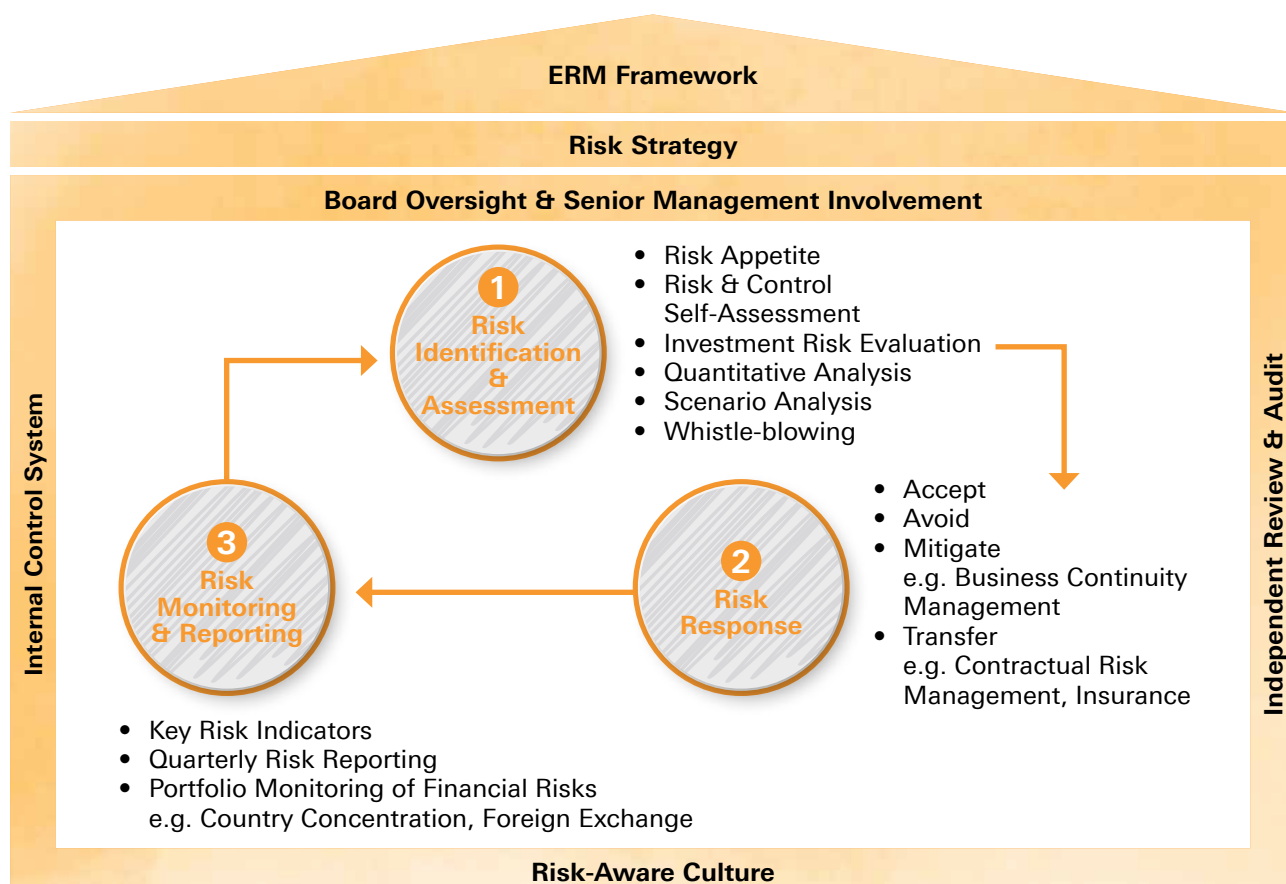 ERM Framework
Risk Strategy
Board Oversight & Senior Management Involvement
Internal Control System
1
Risk
Identification
&
Assessment
• Risk Appetite
• Risk & Control
Self-Assessment
• Investment Risk Evaluation
• Quantitative Analysis
• Scenario Analysis
• Whistle-blowing
2
Risk
Response
• Accept
• Avoid
• Mitigate
e.g. Business Continuity
Management
• Transfer
e.g. Contractual Risk
Management, Insurance
3
Risk
Monitoring
& Reporting
• Key Risk Indicators
• Quarterly Risk Reporting
• Portfolio Monitoring of Financial Risks
e.g. Country Concentration, Foreign Exchange
Independent Review & Audit
Risk-Aware Culture